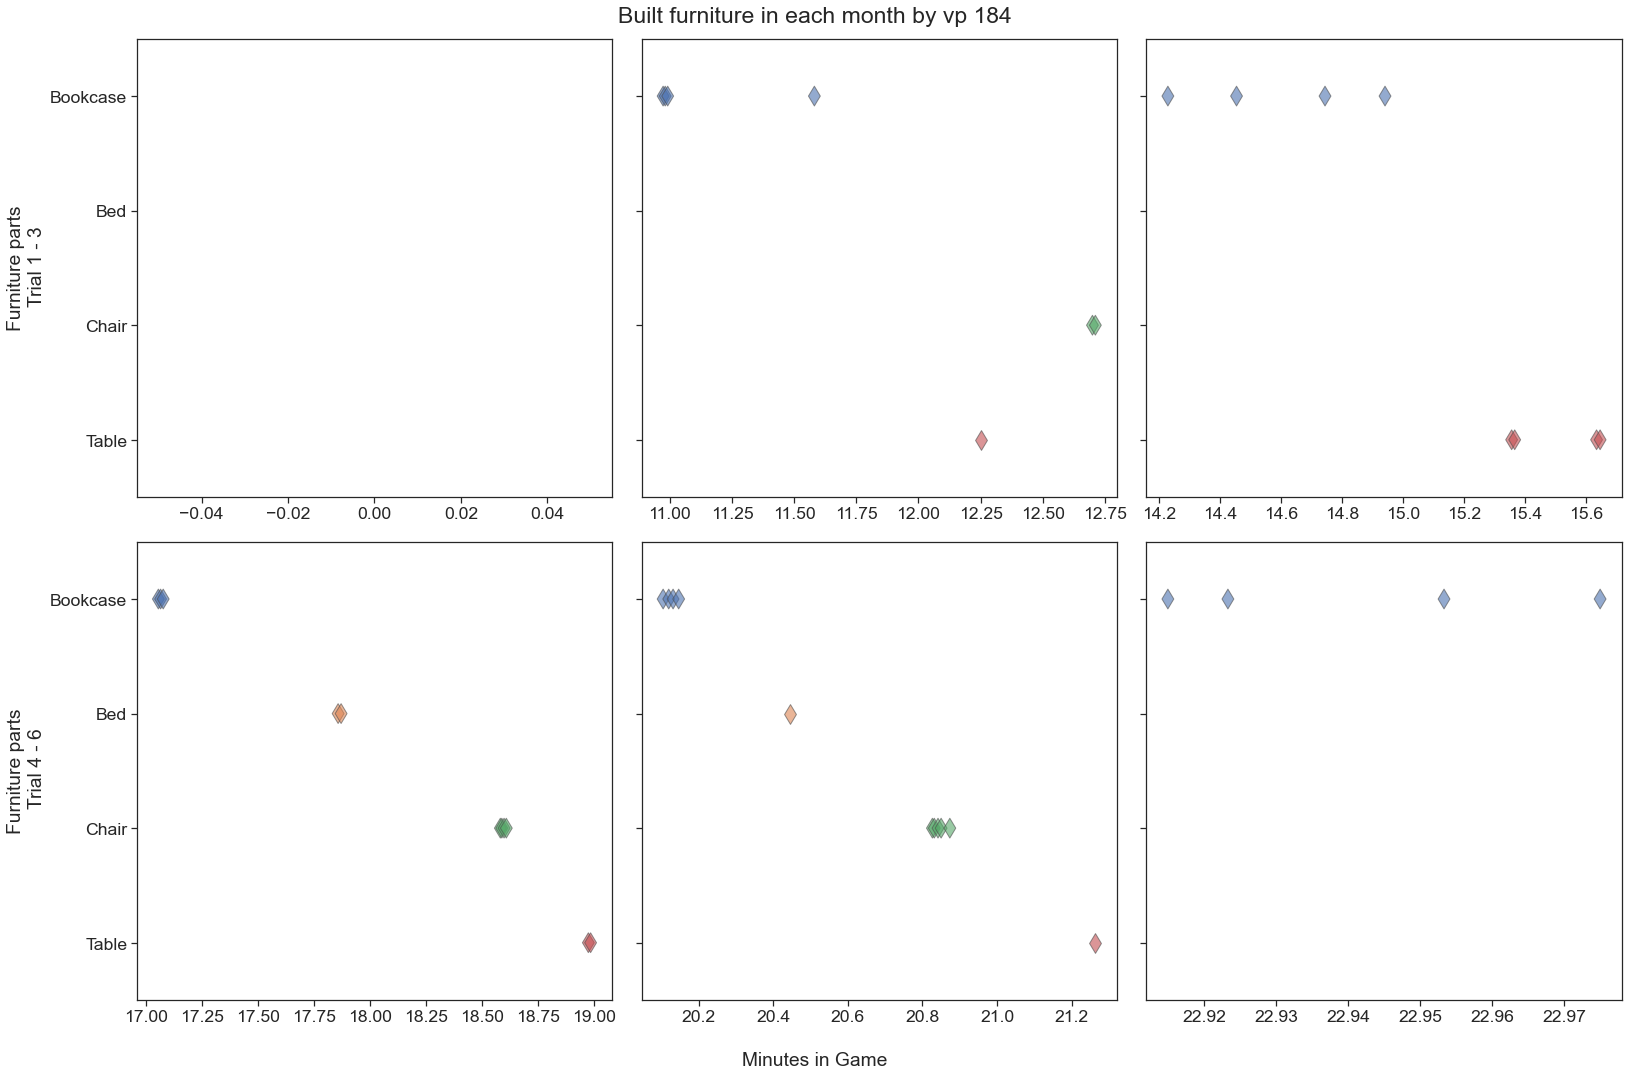 Built furniture in each month by vp 184
Furniture parts
Trial 1 - 3
Bookcase
Bed
Chair
Table
−0.04 −0.02 0.00 0.02 0.04
11.00 11.25 11.50 11.75 12.00 12.25 12.50 12.75
14.2 14.4 14.6 14.8 15.0 15.2 15.4 15.6
Furniture parts
Trial 4 - 6
Bookcase
Bed
Chair
Table
17.00 17.25 17.50 17.75 18.00 18.25 18.50 18.75 19.00
20.2 20.4 20.6 20.8 21.0 21.2
22.92 22.93 22.94 22.95 22.96 22.97
Minutes in Game